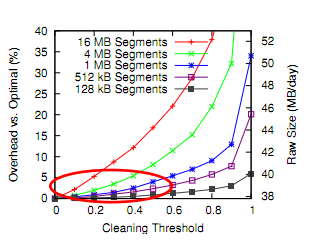 16 MB Segments
4 MB Segments
1 MB Segments
512 kB Segments
128 kB Segments
Overhead vs. Optimal (%)
40
35
30
25
20
15
10
5
0
Raw Size (MB/day)
52
50
48
46
44
42
40
38
0 0.2 0.4 0.6 0.8 1
Cleaning Threshold